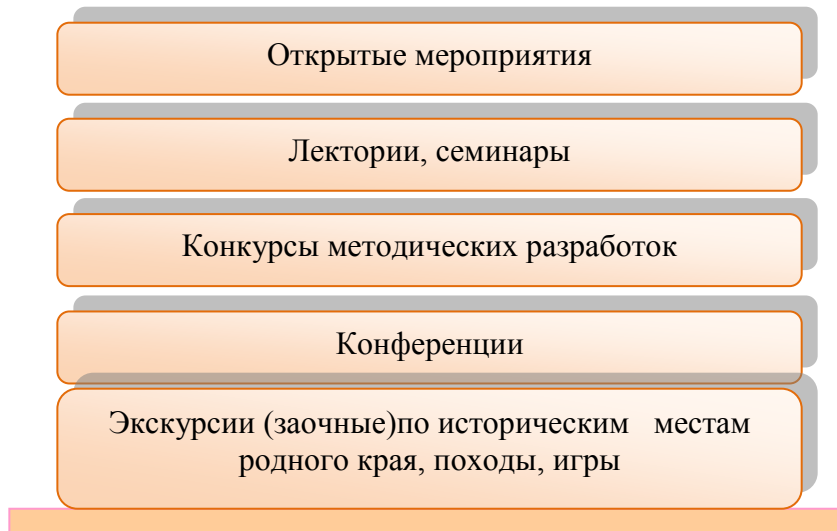 Открытые мероприятия
Лектории, семинары
Конкурсы методических разработок
Конференции
Экскурсии (заочные)по историческим местам
родного края, походы, игры